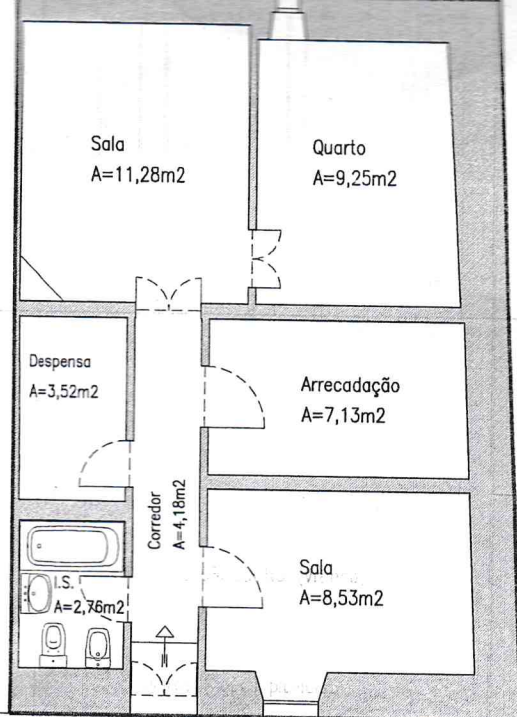 Sala
A=11,28m2
Quarto
A=9,25m2
Despensa
A=3,52m2
Arrecadação
A=7,13m2
Corredor
A=4,18m2
I.S.
A=2,76m2
Sala
A=8,53m2